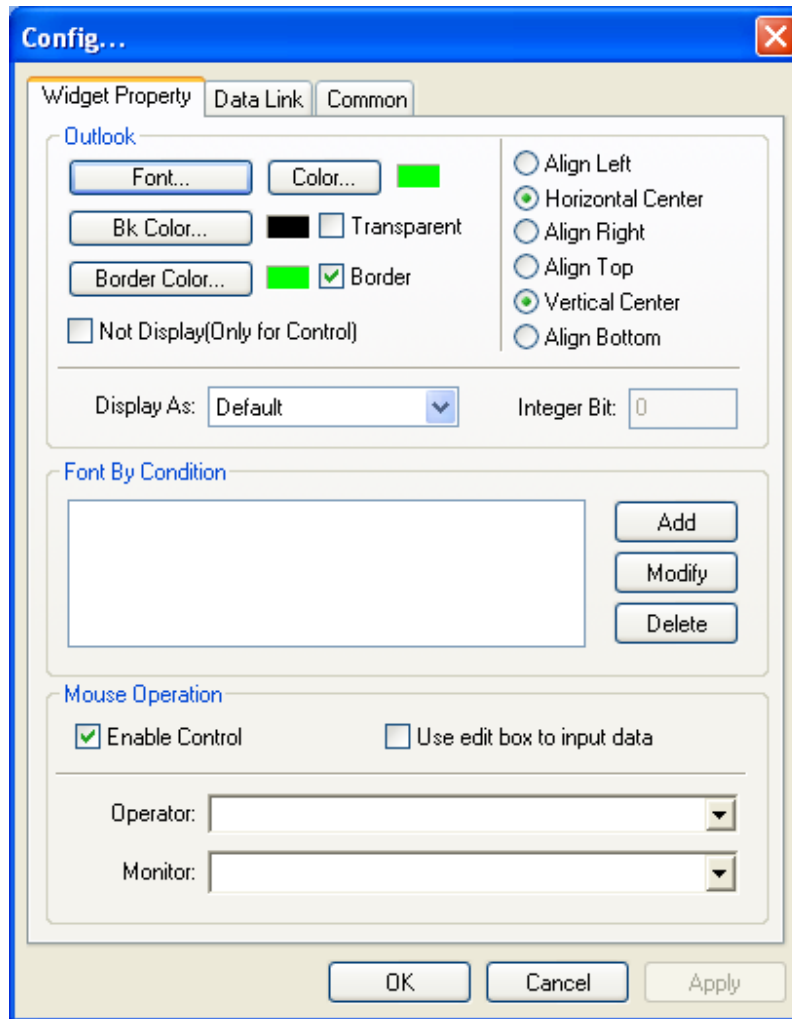 Config...
Widget Property Data Link Common
Outlook
Font... Color...
Bk Color... Transparent
Border Color... Border
Not Display(Only for Control)
Align Left
Horizontal Center
Align Right
Align Top
Vertical Center
Align Bottom
Display As: Default Integer Bit: 0
Font By Condition
Add
Modify
Delete
Mouse Operation
Enable Control Use edit box to input data
Operator:
Monitor:
OK Cancel Apply